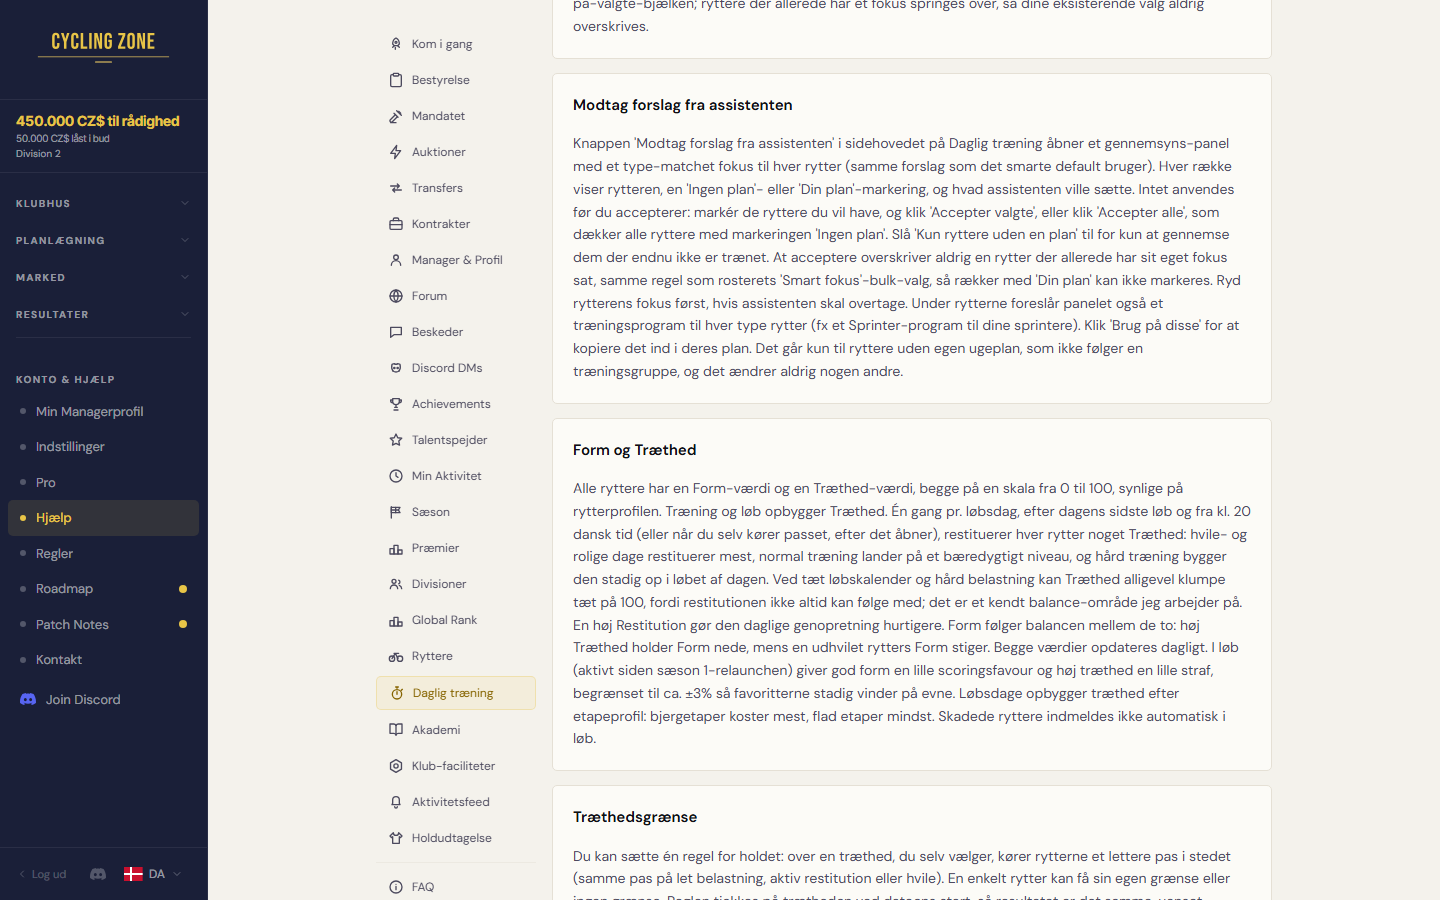 CYCLING ZONE
450.000 CZ$ til rådighed
50.000 CZ$ låst i bud
Division 2
KLUBHUS
PLANLÆGNING
MARKED
RESULTATER
KONTO & HJÆLP
Min Managerprofil
Indstillinger
Pro
Hjælp
Regler
Roadmap
Patch Notes
Kontakt
Join Discord
Log ud
DA
Kom i gang
Bestyrelse
Mandatet
Auktioner
Transfers
Kontrakter
Manager & Profil
Forum
Beskeder
Discord DMs
Achievements
Talentspejder
Min Aktivitet
Sæson
Præmier
Divisioner
Global Rank
Ryttere
Daglig træning
Akademi
Klub-faciliteter
Aktivitetsfeed
Holdudtagelse
FAQ
på-valgte-bjælken; ryttere der allerede har et fokus springes over, så dine eksisterende valg aldrig
overskrives.
Modtag forslag fra assistenten
Knappen 'Modtag forslag fra assistenten' i sidehovedet på Daglig træning åbner et gennemsyns-panel
med et type-matchet fokus til hver rytter (samme forslag som det smarte default bruger). Hver række
viser rytteren, en 'Ingen plan'- eller 'Din plan'-markering, og hvad assistenten ville sætte. Intet anvendes
før du accepterer: markér de ryttere du vil have, og klik 'Accepter valgte', eller klik 'Accepter alle', som
dækker alle ryttere med markeringen 'Ingen plan'. Slå 'Kun ryttere uden en plan' til for kun at gennemse
dem der endnu ikke er trænet. At acceptere overskriver aldrig en rytter der allerede har sit eget fokus
sat, samme regel som rosterets 'Smart fokus'-bulk-valg, så rækker med 'Din plan' kan ikke markeres. Ryd
rytterens fokus først, hvis assistenten skal overtage. Under rytterne foreslår panelet også et
træningsprogram til hver type rytter (fx et Sprinter-program til dine sprintere). Klik 'Brug på disse' for at
kopiere det ind i deres plan. Det går kun til ryttere uden egen ugeplan, som ikke følger en
træningsgruppe, og det ændrer aldrig nogen andre.
Form og Træthed
Alle ryttere har en Form-værdi og en Træthed-værdi, begge på en skala fra 0 til 100, synlige på
rytterprofilen. Træning og løb opbygger Træthed. Én gang pr. løbsdag, efter dagens sidste løb og fra kl. 20
dansk tid (eller når du selv kører passet, efter det åbner), restituerer hver rytter noget Træthed: hvile- og
rolige dage restituerer mest, normal træning lander på et bæredygtigt niveau, og hård træning bygger
den stadig op i løbet af dagen. Ved tæt løbskalender og hård belastning kan Træthed alligevel klumpe
tæt på 100, fordi restitutionen ikke altid kan følge med; det er et kendt balance-område jeg arbejder på.
En høj Restitution gør den daglige genopretning hurtigere. Form følger balancen mellem de to: høj
Træthed holder Form nede, mens en udhvilet rytters Form stiger. Begge værdier opdateres dagligt. I løb
(aktivt siden sæson 1-relaunchen) giver god form en lille scoringsfavour og høj træthed en lille straf,
begrænset til ca. ±3% så favoritterne stadig vinder på evne. Løbsdage opbygger træthed efter
etapeprofil: bjergetaper koster mest, flad etaper mindst. Skadede ryttere indmeldes ikke automatisk i
løb.
Træthedsgrænse
Du kan sætte én regel for holdet: over en træthed, du selv vælger, kører rytterne et lettere pas i stedet
(samme pas på let belastning, aktiv restitution eller hvile). En enkelt rytter kan få sin egen grænse eller